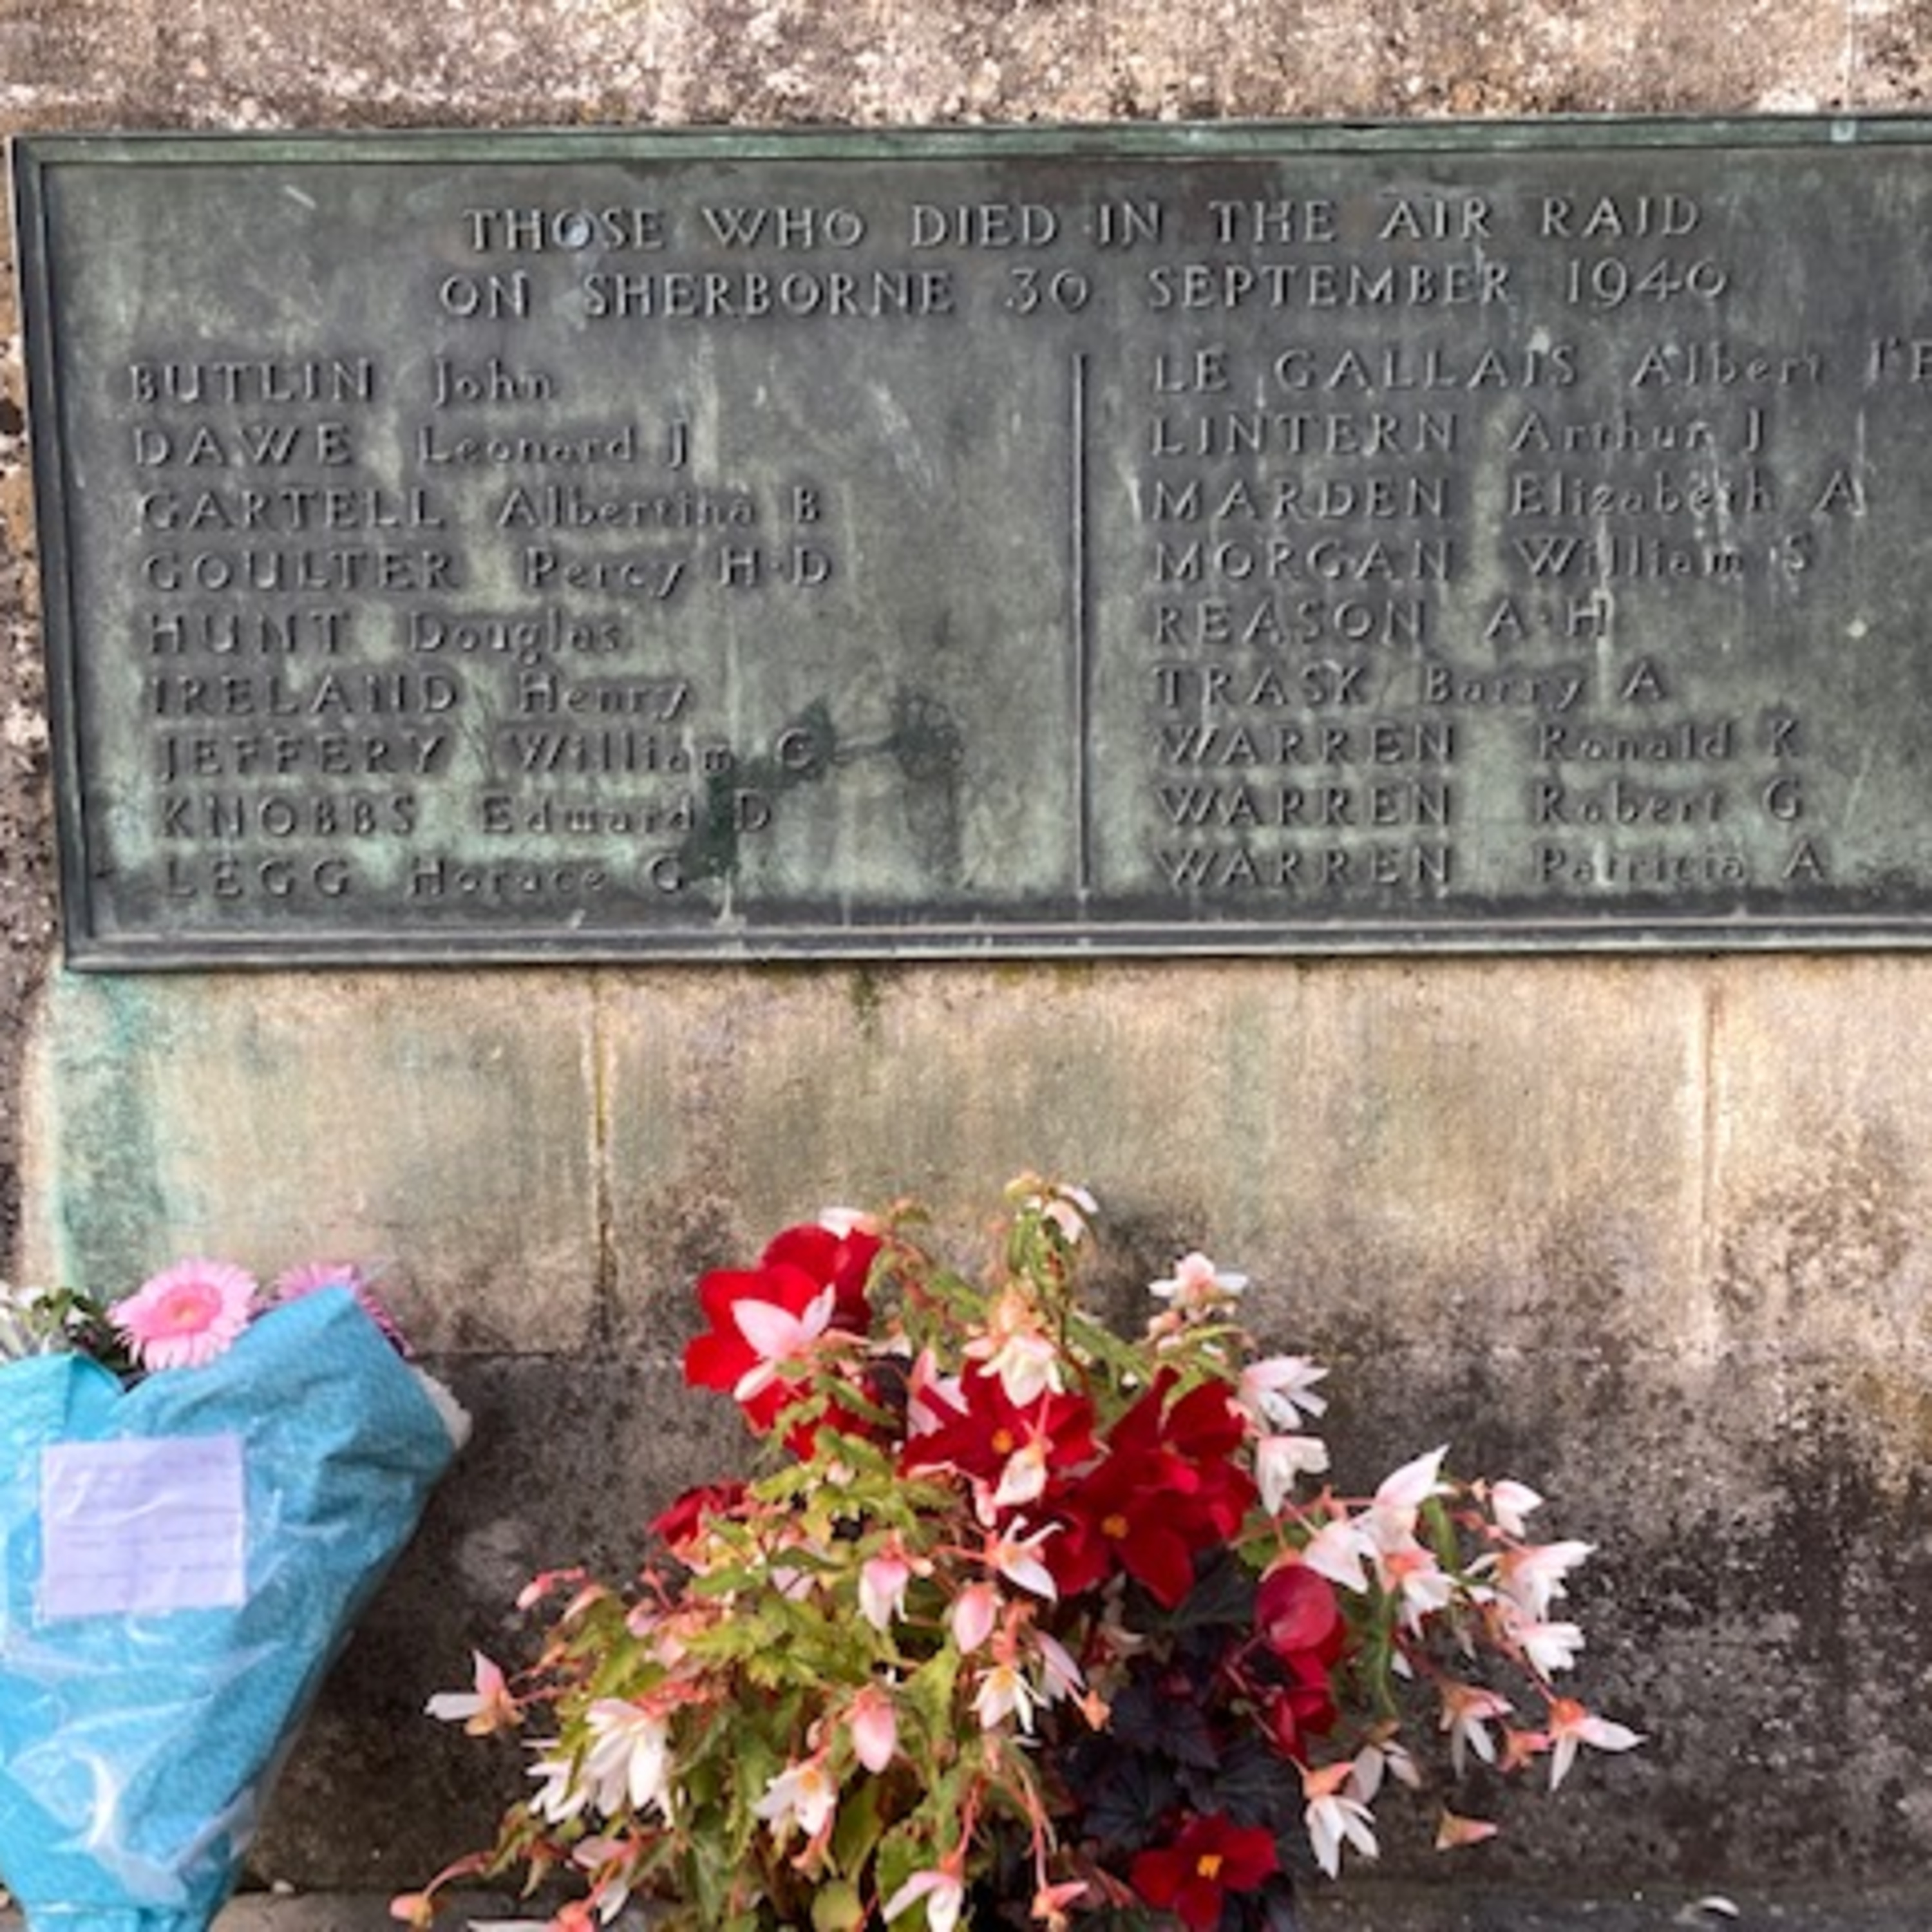 THOSE WHO DIED IN THE AIR RAID
ON SHERBORNE 30 SEPTEMBER 1940
BUTLIN John
DAWE Leonard J
GARTELL Albertina B
GOULTER Percy H·D
HUNT Douglas
IRELAND Henry
JEFFERY William G
KNOBBS Edward D
LEGG Horace G
LE GALLAIS Albert
LINTERN Arthur J
MARDEN Elizabeth A
MORGAN William S
REASON A·H
TRASK Barry A
WARREN Ronald K
WARREN Robert G
WARREN Patricia A